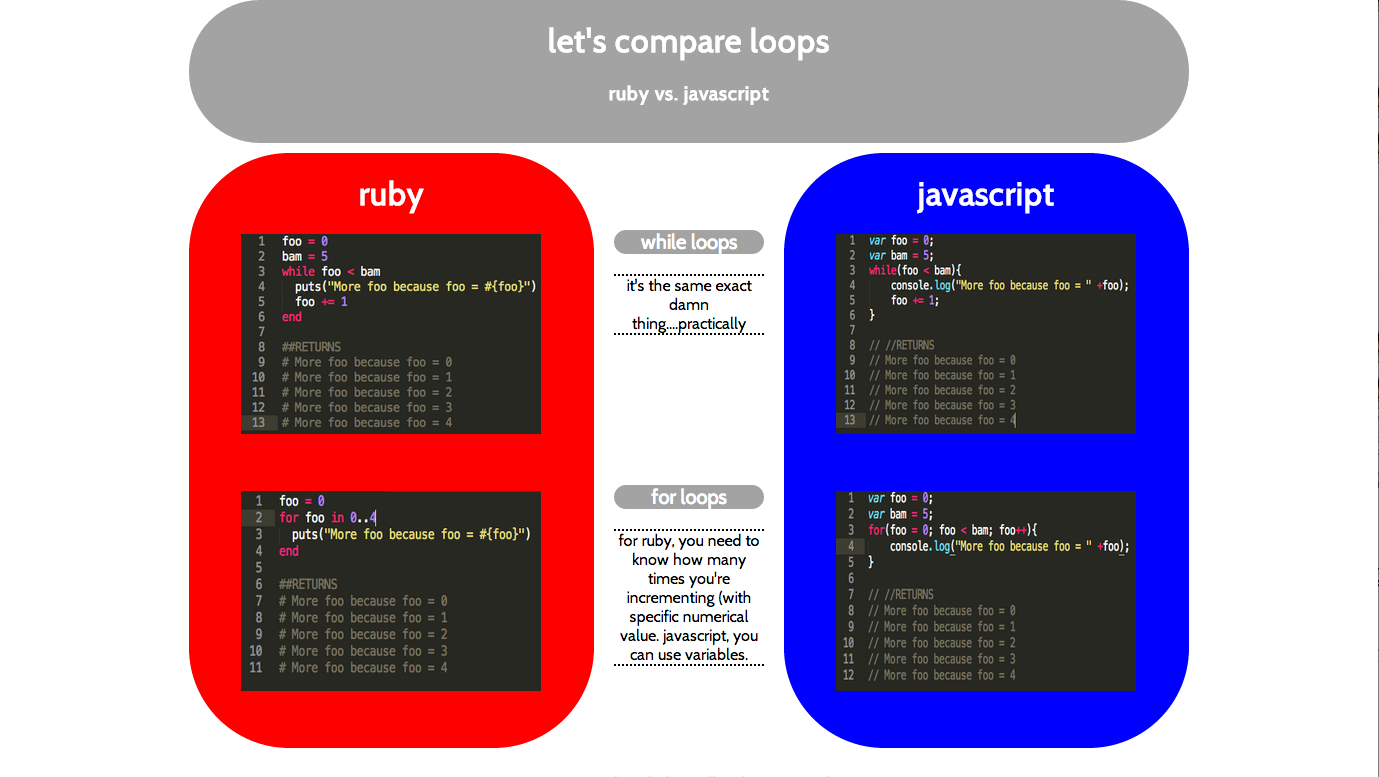 let's compare loops
ruby vs. javascript
ruby
1 foo = 0
2 bam = 5
3 while foo < bam
4 puts("More foo because foo = #{foo}")
5 foo += 1
6 end
7
8 ##RETURNS
9 # More foo because foo = 0
10 # More foo because foo = 1
11 # More foo because foo = 2
12 # More foo because foo = 3
13 # More foo because foo = 4
1 foo = 0
2 for foo in 0..4
3 puts("More foo because foo = #{foo}")
4 end
5
6 ##RETURNS
7 # More foo because foo = 0
8 # More foo because foo = 1
9 # More foo because foo = 2
10 # More foo because foo = 3
11 # More foo because foo = 4
while loops
it's the same exact
damn
thing....practically
for loops
for ruby, you need to
know how many
times you're
incrementing (with
specific numerical
value. javascript, you
can use variables.
javascript
1 var foo = 0;
2 var bam = 5;
3 while(foo < bam){
4 console.log("More foo because foo = " +foo);
5 foo += 1;
6 }
7
8 // //RETURNS
9 // More foo because foo = 0
10 // More foo because foo = 1
11 // More foo because foo = 2
12 // More foo because foo = 3
13 // More foo because foo = 4
1 var foo = 0;
2 var bam = 5;
3 for(foo = 0; foo < bam; foo++){
4 console.log("More foo because foo = " +foo);
5 }
6
7 // //RETURNS
8 // More foo because foo = 0
9 // More foo because foo = 1
10 // More foo because foo = 2
11 // More foo because foo = 3
12 // More foo because foo = 4